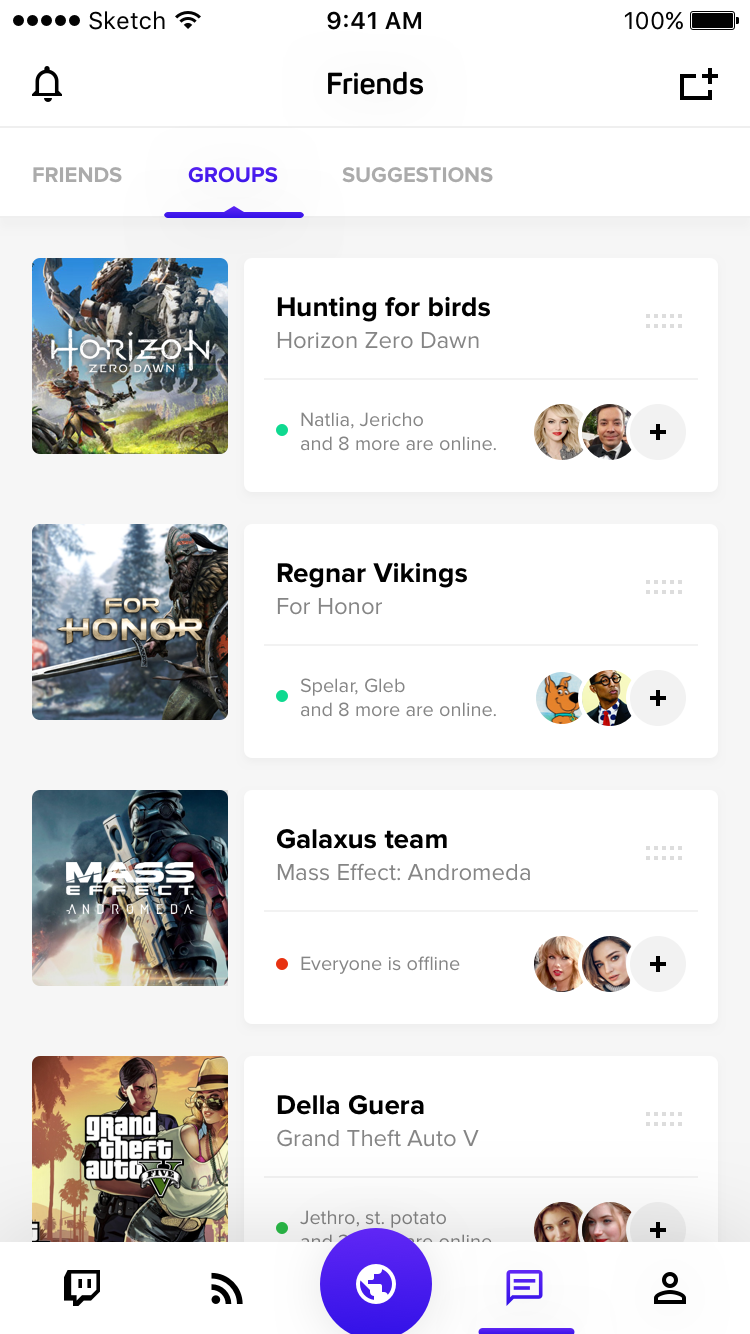 Sketch 9:41 AM 100%
Friends
FRIENDS GROUPS SUGGESTIONS
HORIZON
ZERO DAWN
Hunting for birds
Horizon Zero Dawn
Natlia, Jericho
and 8 more are online.
FOR
HONOR
Regnar Vikings
For Honor
Spelar, Gleb
and 8 more are online.
MASS
EFFECT
ANDROMEDA
Galaxus team
Mass Effect: Andromeda
Everyone is offline
grand
theft
auto V
FIVE
Della Guera
Grand Theft Auto V
Jethro, st. potato